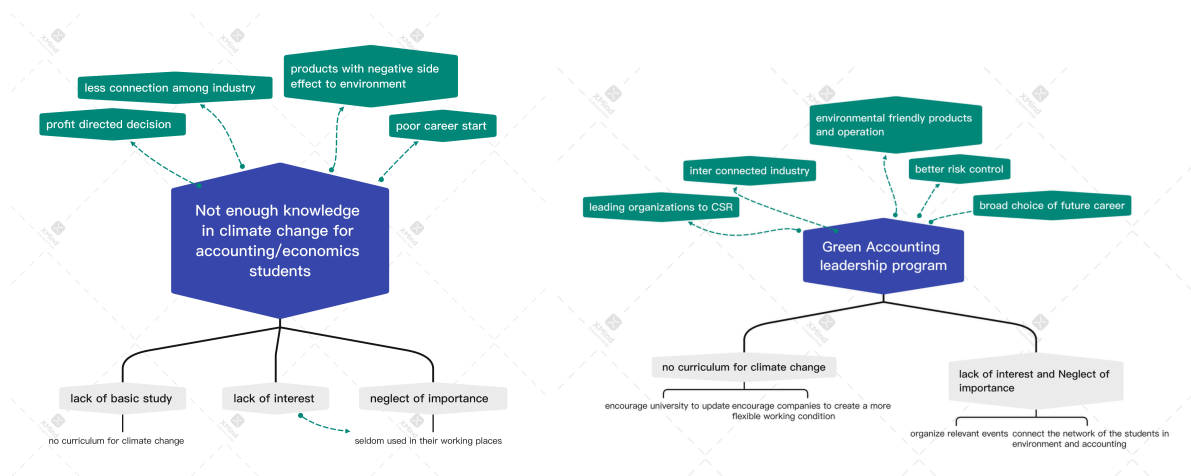 products with negative side
effect to environment
less connection among industry
profit directed decision
poor career start
Not enough knowledge
in climate change for
accounting/economics
students
lack of basic study
lack of interest
neglect of importance
no curriculum for climate change
seldom used in their working places
environmental friendly products
and operation
inter connected industry
better risk control
leading organizations to CSR
broad choice of future career
Green Accounting
leadership program
no curriculum for climate change
lack of interest and Neglect of
importance
encourage university to update
encourage companies to create a more
flexible working condition
organize relevant events
connect the network of the students in
environment and accounting
XMind